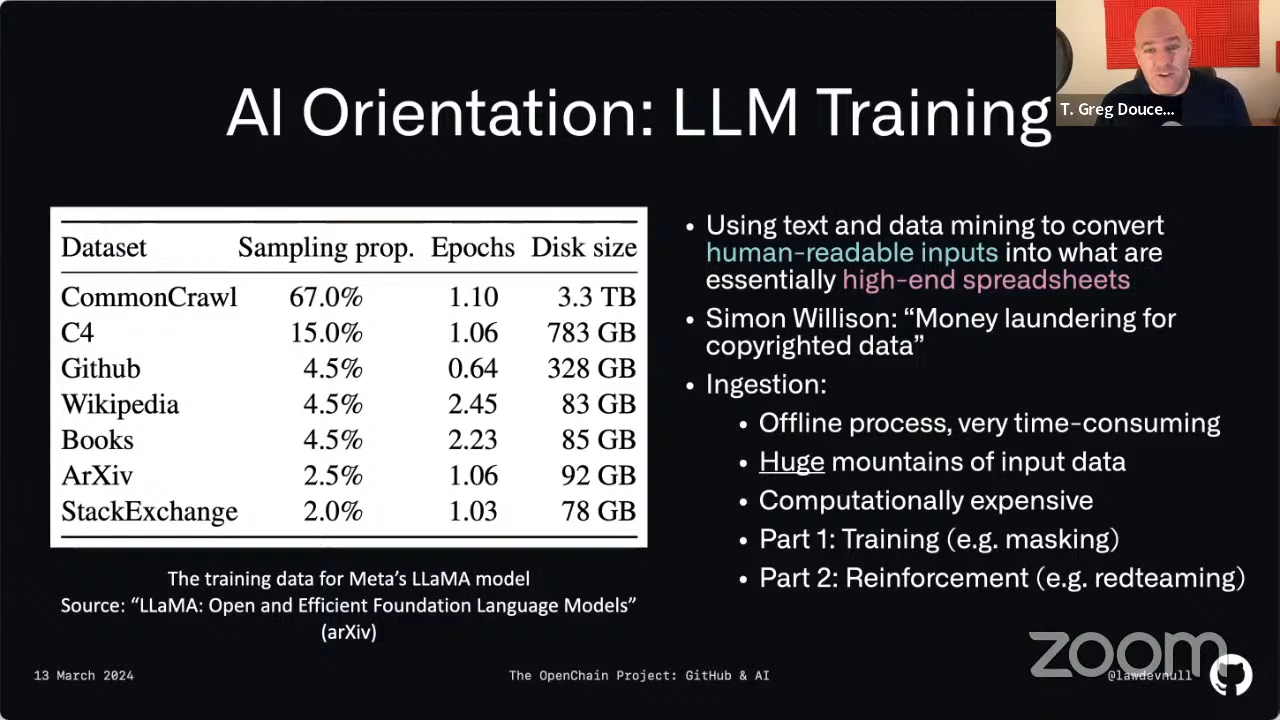 T. Greg Douce...
AI Orientation: LLM Training
Dataset Sampling prop. Epochs Disk size
CommonCrawl 67.0% 1.10 3.3 TB
C4 15.0% 1.06 783 GB
Github 4.5% 0.64 328 GB
Wikipedia 4.5% 2.45 83 GB
Books 4.5% 2.23 85 GB
ArXiv 2.5% 1.06 92 GB
StackExchange 2.0% 1.03 78 GB
The training data for Meta's LLaMA model
Source: “LLaMA: Open and Efficient Foundation Language Models”
(arXiv)
• Using text and data mining to convert
human-readable inputs into what are
essentially high-end spreadsheets
• Simon Willison: “Money laundering for
copyrighted data”
• Ingestion:
• Offline process, very time-consuming
• Huge mountains of input data
• Computationally expensive
• Part 1: Training (e.g. masking)
• Part 2: Reinforcement (e.g. redteaming)
13 March 2024
The OpenChain Project: GitHub & AI
@lawdevnull
zoom